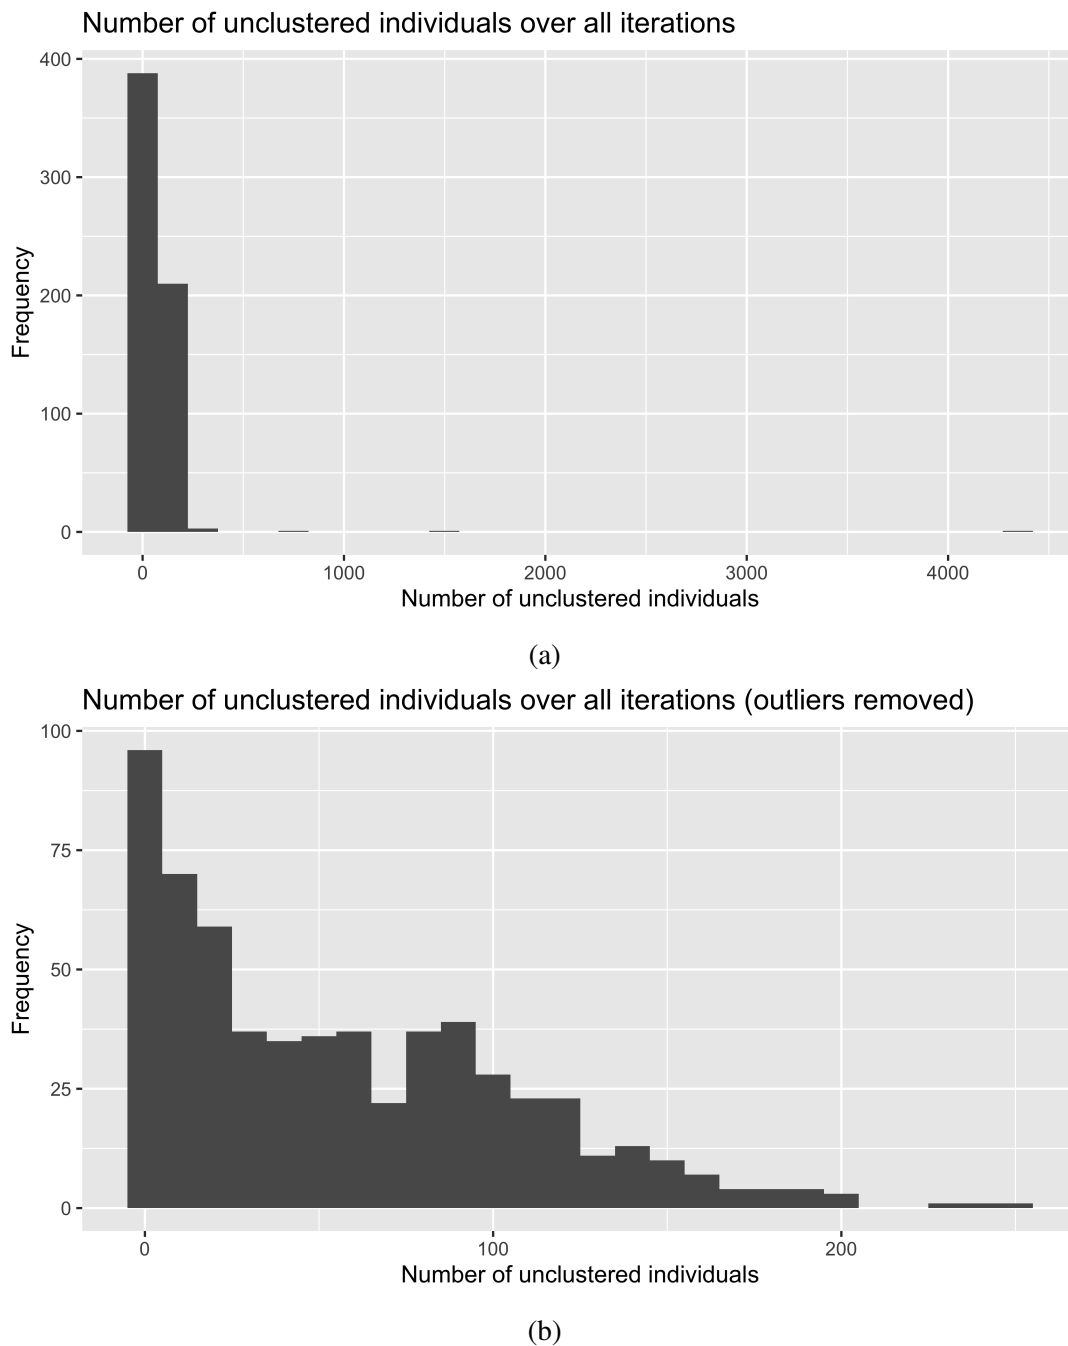 Number of unclustered individuals over all iterations
400
300
200
100
0
Frequency
0 1000 2000 3000 4000
Number of unclustered individuals
(a)
Number of unclustered individuals over all iterations (outliers removed)
100
75
50
25
0
Frequency
0 100 200
Number of unclustered individuals
(b)